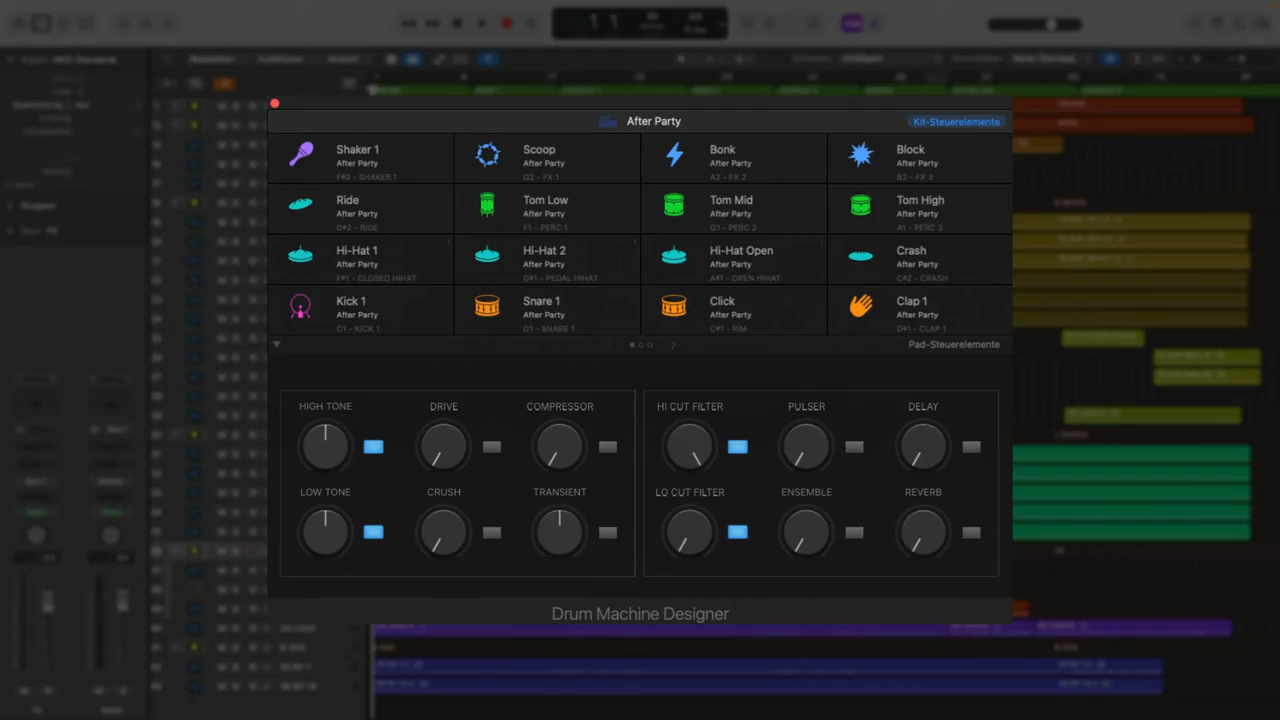 After Party
Kit-Steuerelemente
Shaker 1
After Party
F#2 - SHAKER 1
Scoop
After Party
G2 - FX 1
Bonk
After Party
A2 - FX 2
Block
After Party
B2 - FX 3
Ride
After Party
D#2 - RIDE
Tom Low
After Party
F1 - PERC 1
Tom Mid
After Party
G1 - PERC 2
Tom High
After Party
A1 - PERC 3
Hi-Hat 1
After Party
F#1 - CLOSED HIHAT
Hi-Hat 2
After Party
G#1 - PEDAL HIHAT
Hi-Hat Open
After Party
A#1 - OPEN HIHAT
Crash
After Party
C#2 - CRASH
Kick 1
After Party
C1 - KICK 1
Snare 1
After Party
D1 - SNARE 1
Click
After Party
C#1 - RIM
Clap 1
After Party
D#1 - CLAP 1
Pad-Steuerelemente
HIGH TONE
DRIVE
COMPRESSOR
HI CUT FILTER
PULSER
DELAY
LOW TONE
CRUSH
TRANSIENT
LO CUT FILTER
ENSEMBLE
REVERB
Drum Machine Designer